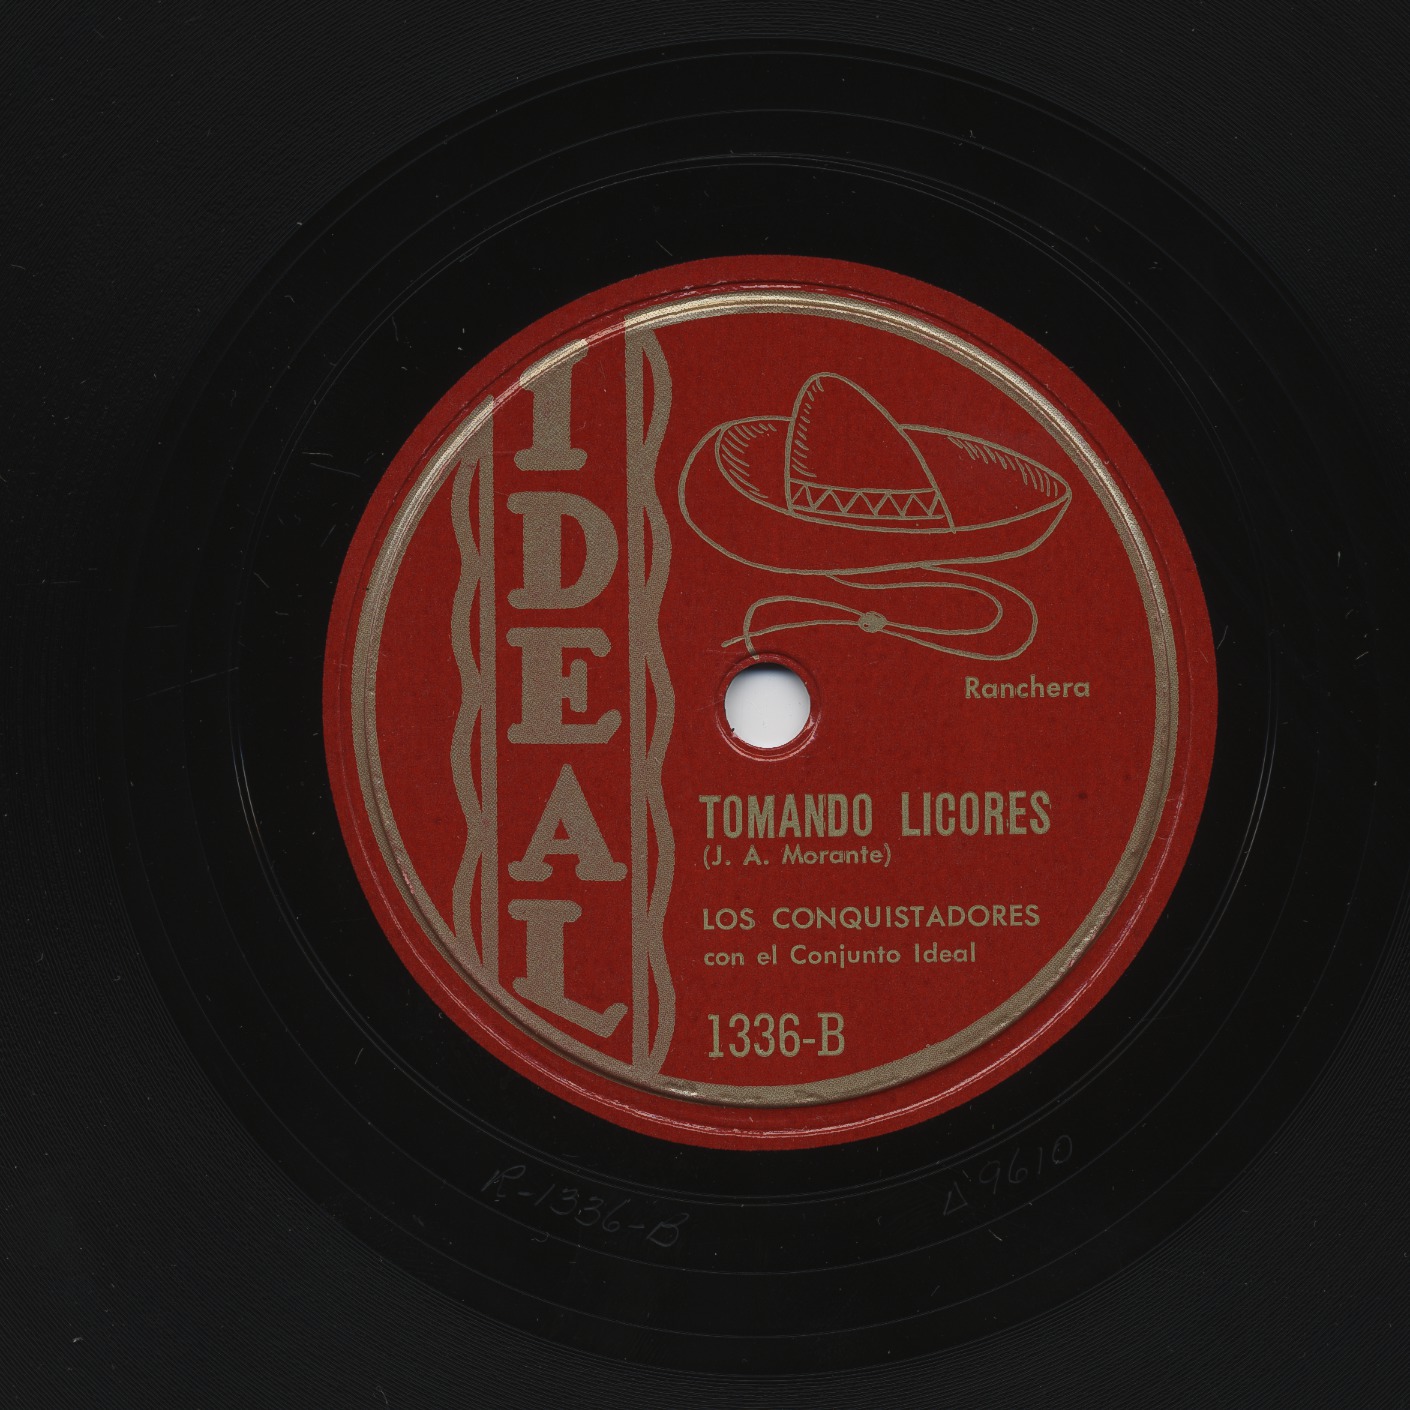 IDEAL
Ranchera
TOMANDO LICORES
(J. A. Morante)
LOS CONQUISTADORES
con el Conjunto Ideal
1336-B
R-1336-B
Δ9610